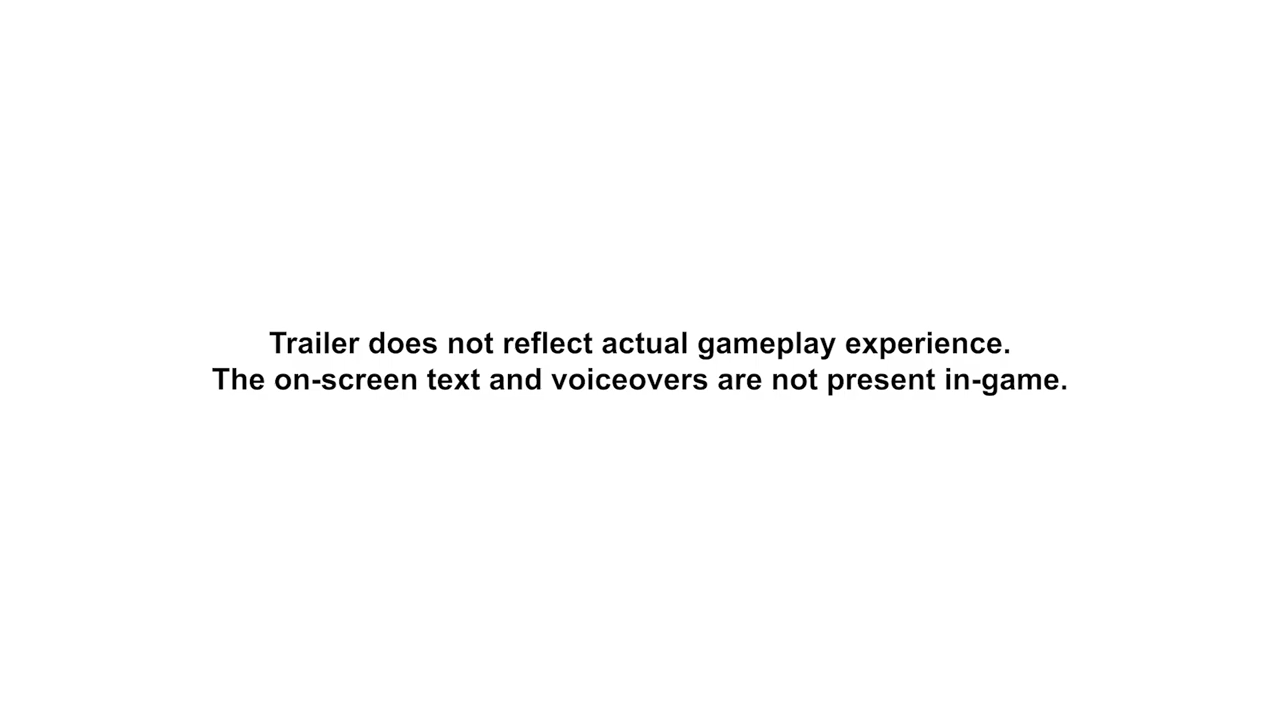 Trailer does not reflect actual gameplay experience.
The on-screen text and voiceovers are not present in-game.